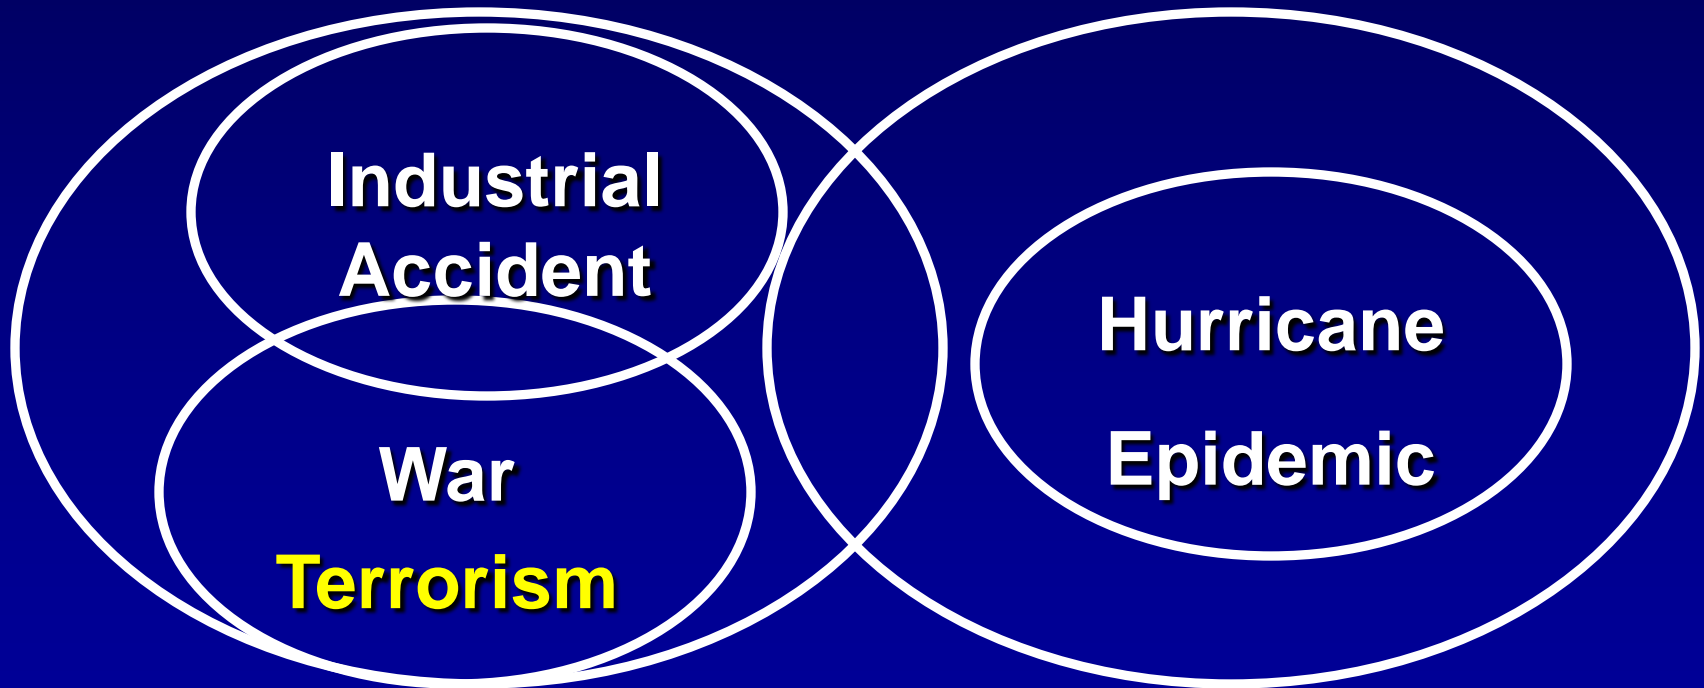 Industrial
Accident
War
Terrorism
Hurricane
Epidemic